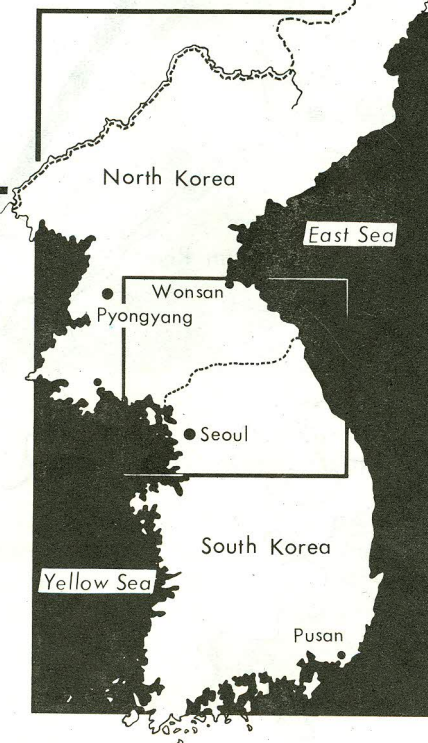 North Korea
East Sea
Wonsan
Pyongyang
Seoul
South Korea
Yellow Sea
Pusan